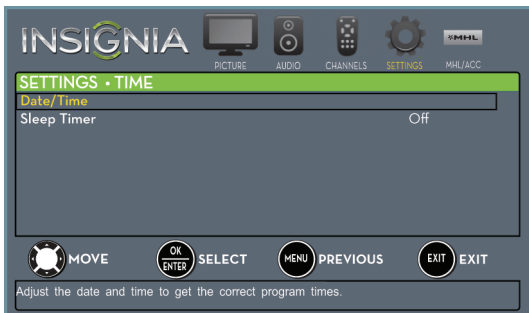 INSIGNIA
PICTURE AUDIO CHANNELS SETTINGS MHL/ACC
MHL
SETTINGS • TIME
Date/Time
Sleep Timer Off
MOVE OK ENTER SELECT MENU PREVIOUS EXIT EXIT
Adjust the date and time to get the correct program times.